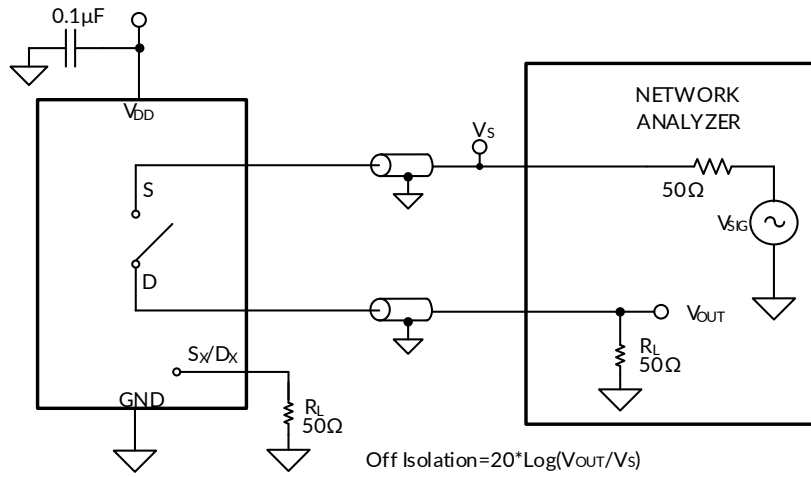 0.1µF
VDD
NETWORK
ANALYZER
VS
S
50Ω
VSIG
D
VOUT
SX/DX
RL
50Ω
GND
RL
50Ω
Off Isolation=20*Log(VOUT/VS)